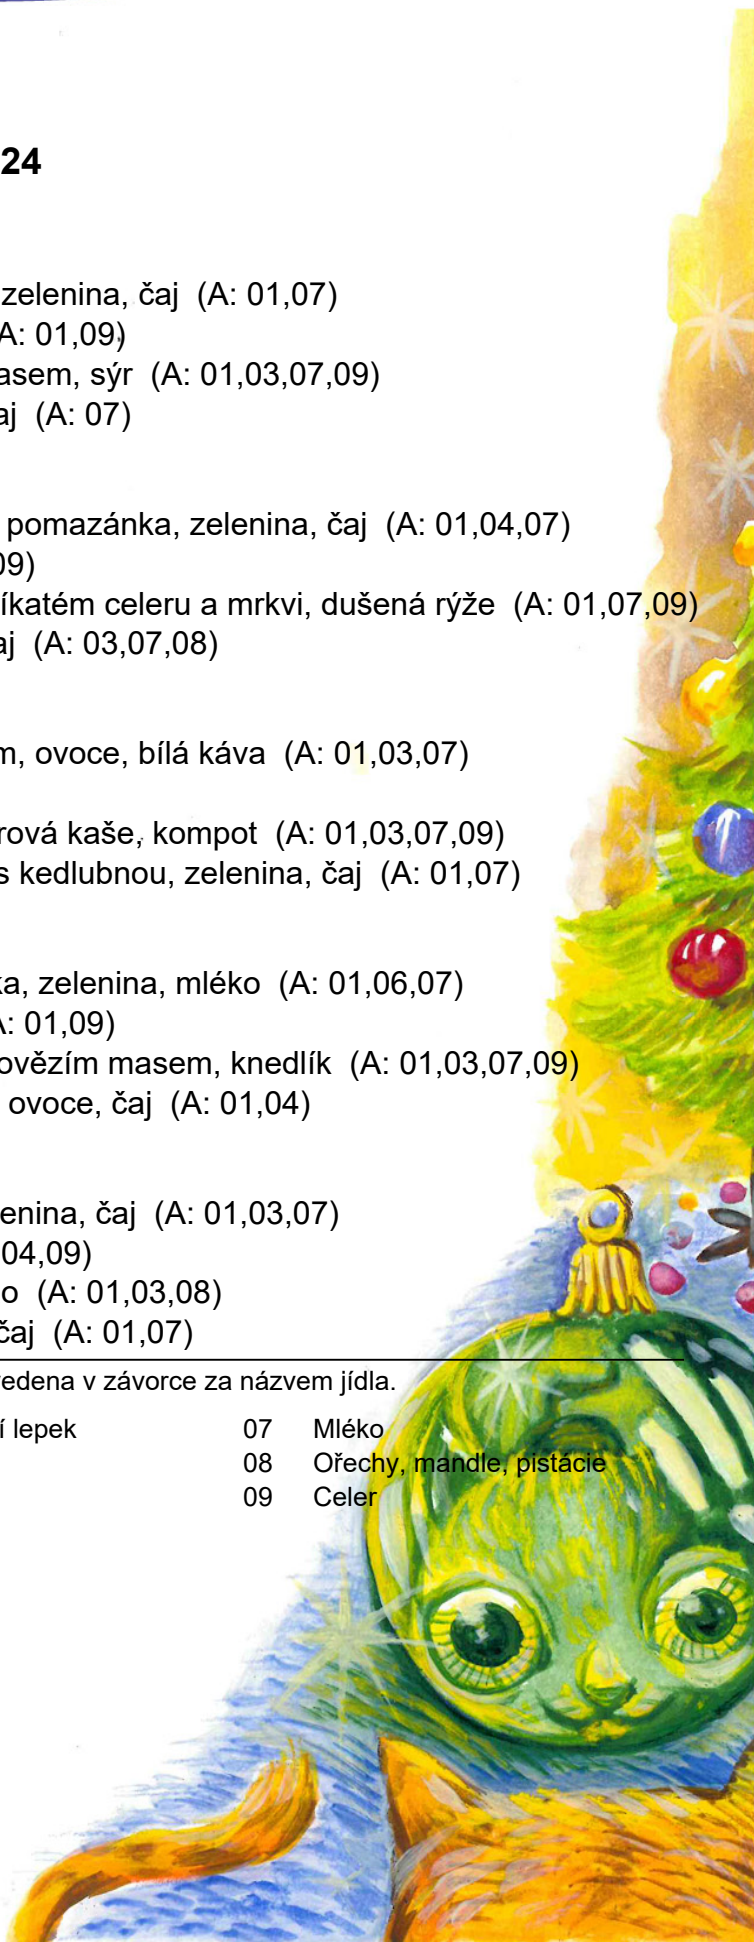 24
zelenina, čaj (A: 01,07)
A: 01,09)
asem, sýr (A: 01,03,07,09)
aj (A: 07)
pomazánka, zelenina, čaj (A: 01,04,07)
09)
íkatém celeru a mrkvi, dušená rýže (A: 01,07,09)
aj (A: 03,07,08)
m, ovoce, bílá káva (A: 01,03,07)
rová kaše, kompot (A: 01,03,07,09)
s kedlubnou, zelenina, čaj (A: 01,07)
ka, zelenina, mléko (A: 01,06,07)
A: 01,09)
ovězím masem, knedlík (A: 01,03,07,09)
ovoce, čaj (A: 01,04)
enina, čaj (A: 01,03,07)
04,09)
o (A: 01,03,08)
čaj (A: 01,07)
vedena v závorce za názvem jídla.
í lepek 07 Mléko
08 Ořechy, mandle, pistácie
09 Celer